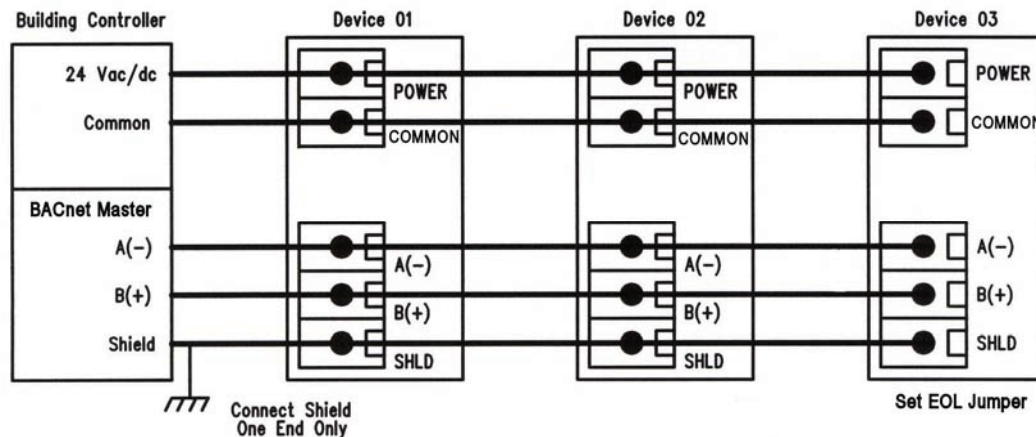 Building Controller
Device 01
Device 02
Device 03
24 Vac/dc
POWER
POWER
POWER
Common
COMMON
COMMON
COMMON
BACnet Master
A(-)
A(-)
A(-)
A(-)
B(+)
B(+)
B(+)
B(+)
Shield
SHLD
SHLD
SHLD
Connect Shield
One End Only
Set EOL Jumper